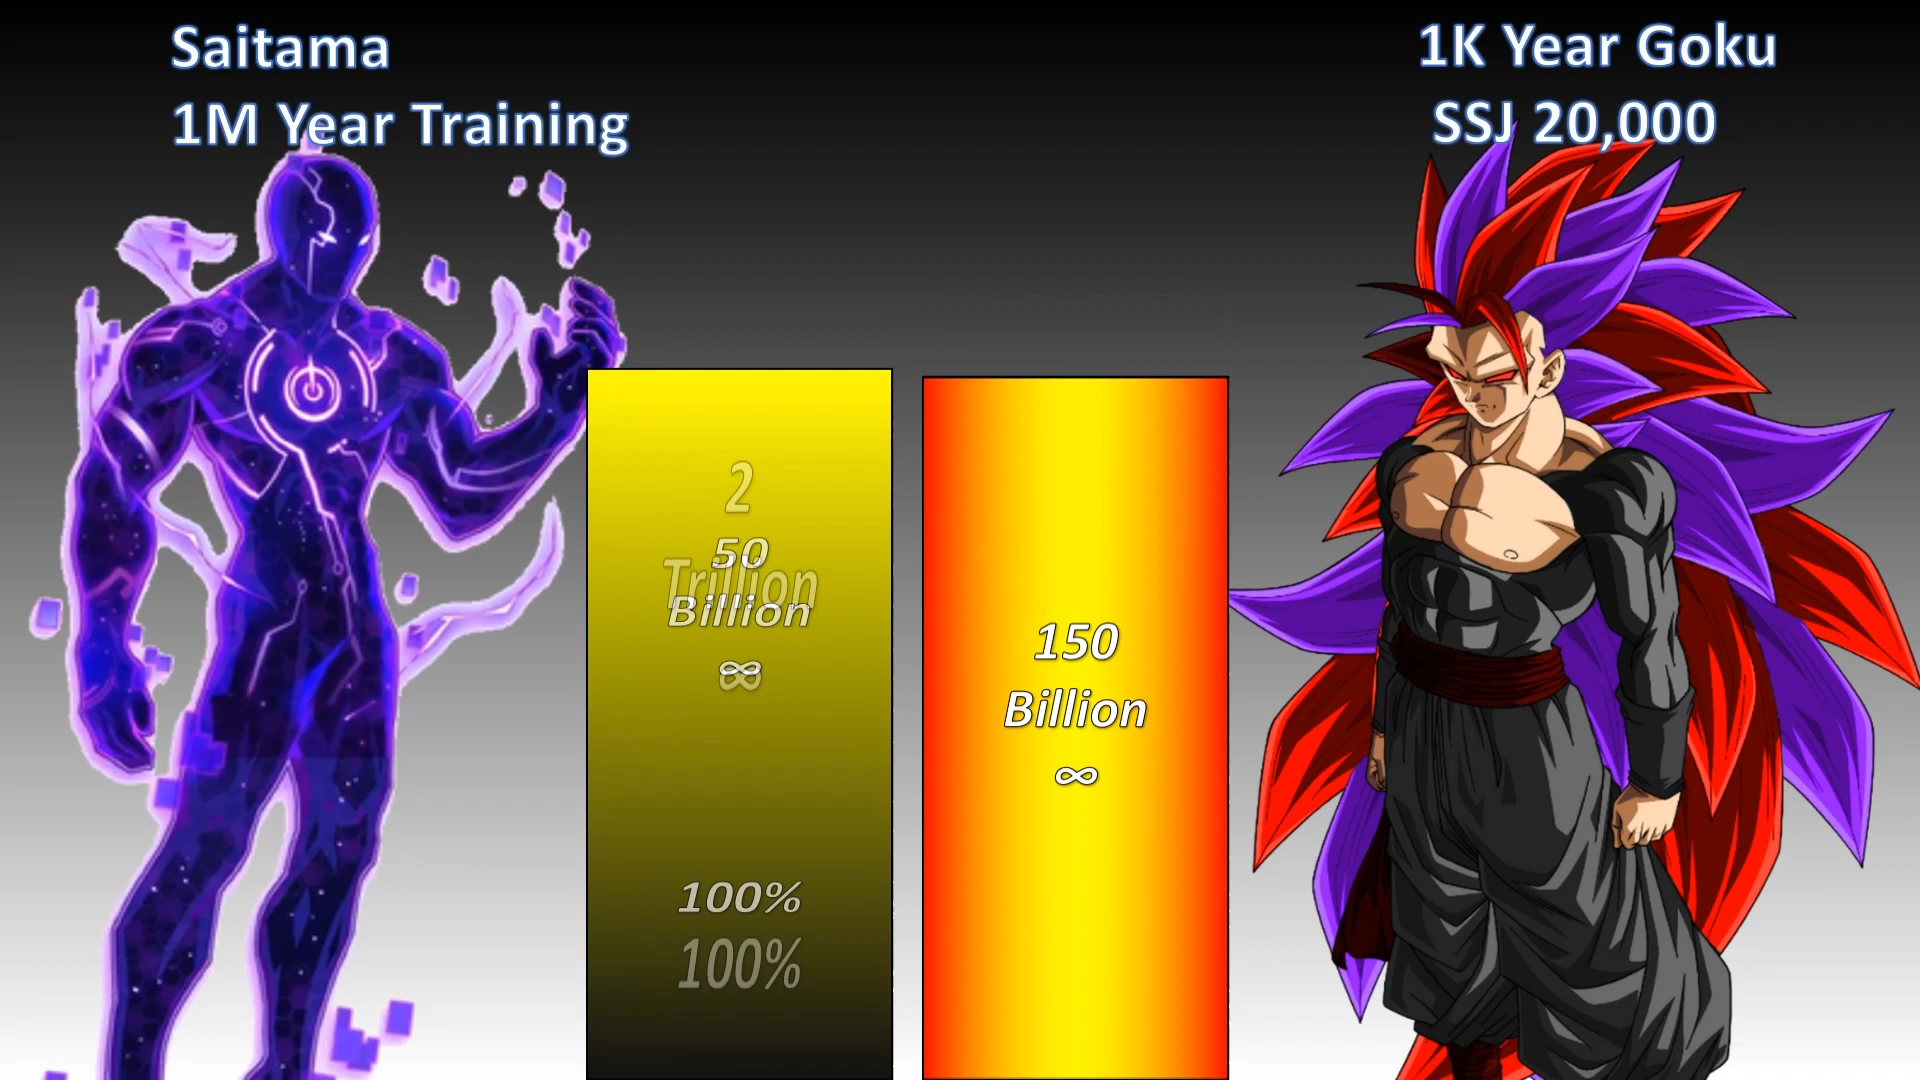 Saitama
1M Year Training
1K Year Goku
SSJ 20,000
2
Trillion
∞
100%
50
Billion
∞
100%
150
Billion
∞